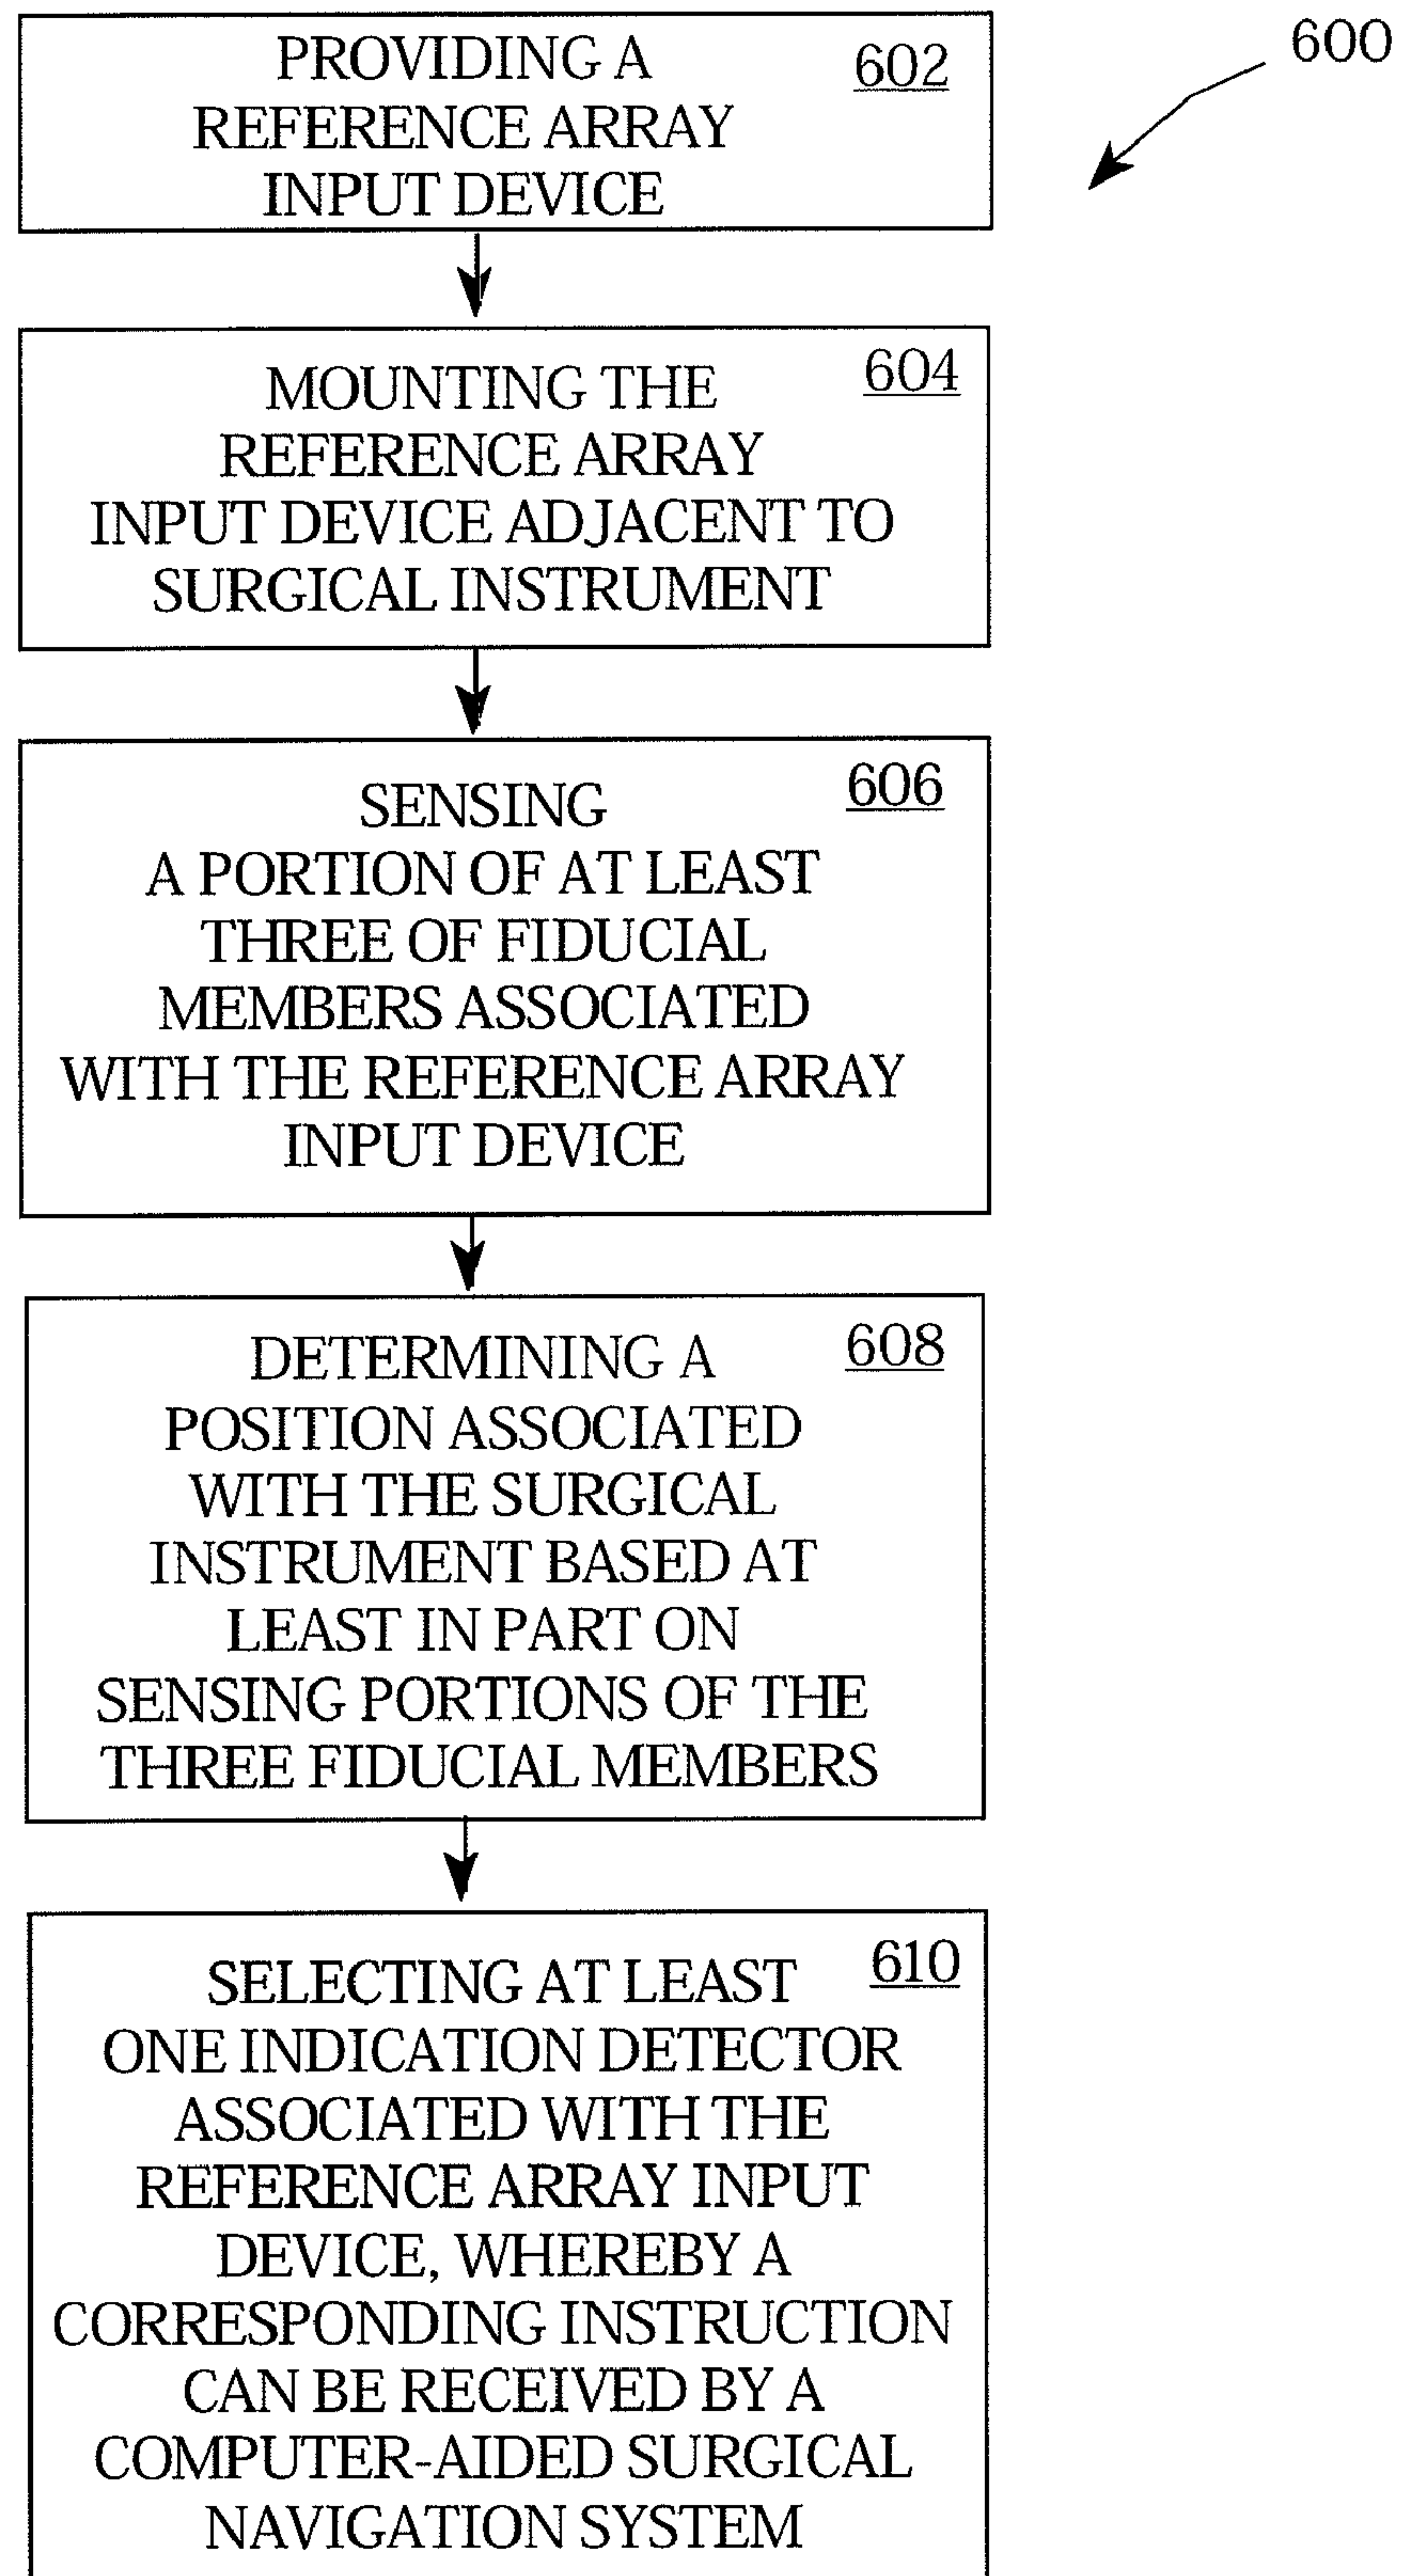 600
PROVIDING A 602
REFERENCE ARRAY
INPUT DEVICE
MOUNTING THE 604
REFERENCE ARRAY
INPUT DEVICE ADJACENT TO
SURGICAL INSTRUMENT
SENSING 606
A PORTION OF AT LEAST
THREE OF FIDUCIAL
MEMBERS ASSOCIATED
WITH THE REFERENCE ARRAY
INPUT DEVICE
DETERMINING A 608
POSITION ASSOCIATED
WITH THE SURGICAL
INSTRUMENT BASED AT
LEAST IN PART ON
SENSING PORTIONS OF THE
THREE FIDUCIAL MEMBERS
SELECTING AT LEAST 610
ONE INDICATION DETECTOR
ASSOCIATED WITH THE
REFERENCE ARRAY INPUT
DEVICE, WHEREBY A
CORRESPONDING INSTRUCTION
CAN BE RECEIVED BY A
COMPUTER-AIDED SURGICAL
NAVIGATION SYSTEM